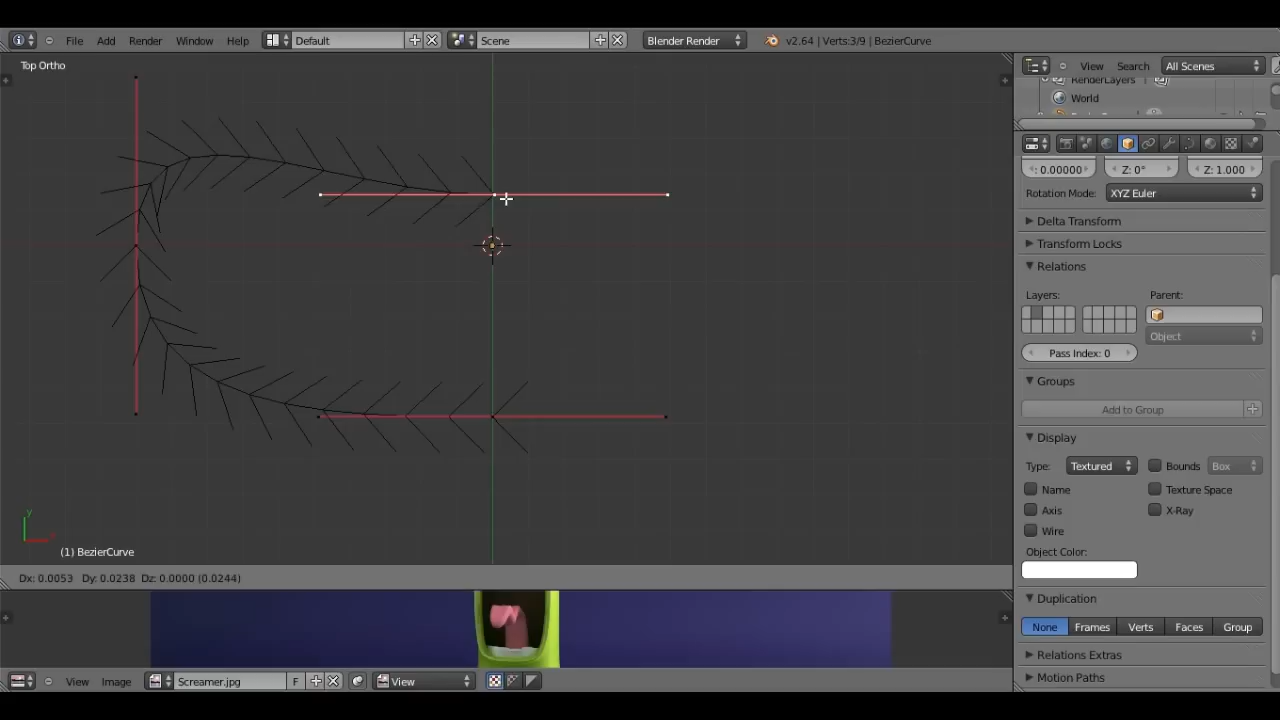 File Add Render Window Help Default Scene Blender Render v2.64 | Verts:3/9 | BezierCurve
Top Ortho
View Search All Scenes
RenderLayers
World
: 0.00000 Z: 0° Z: 1.000
Rotation Mode: XYZ Euler
Delta Transform
Transform Locks
Relations
Layers: Parent:
Object
Pass Index: 0
Groups
Add to Group
Display
Type: Textured Bounds Box
Name Texture Space
Axis X-Ray
Wire
Object Color:
y
(1) BezierCurve
Dx: 0.0053 Dy: 0.0238 Dz: 0.0000 (0.0244)
Duplication
None Frames Verts Faces Group
Relations Extras
Motion Paths
View Image Screamer.jpg F View